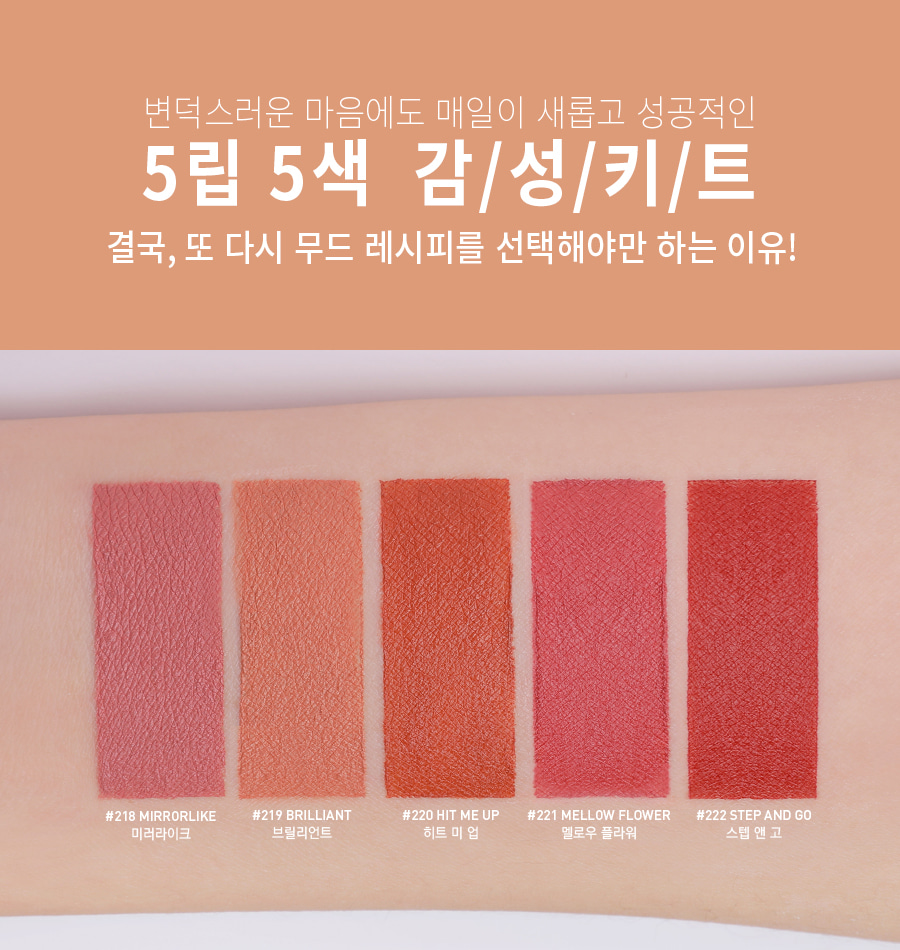 변덕스러운 마음에도 매일이 새롭고 성공적인
5립 5색 감/성/키/트
결국, 또 다시 무드 레시피를 선택해야만 하는 이유!
#218 MIRRORLIKE
미러라이크
#219 BRILLIANT
브릴리언트
#220 HIT ME UP
히트 미 업
#221 MELLOW FLOWER
멜로우 플라워
#222 STEP AND GO
스텝 앤 고